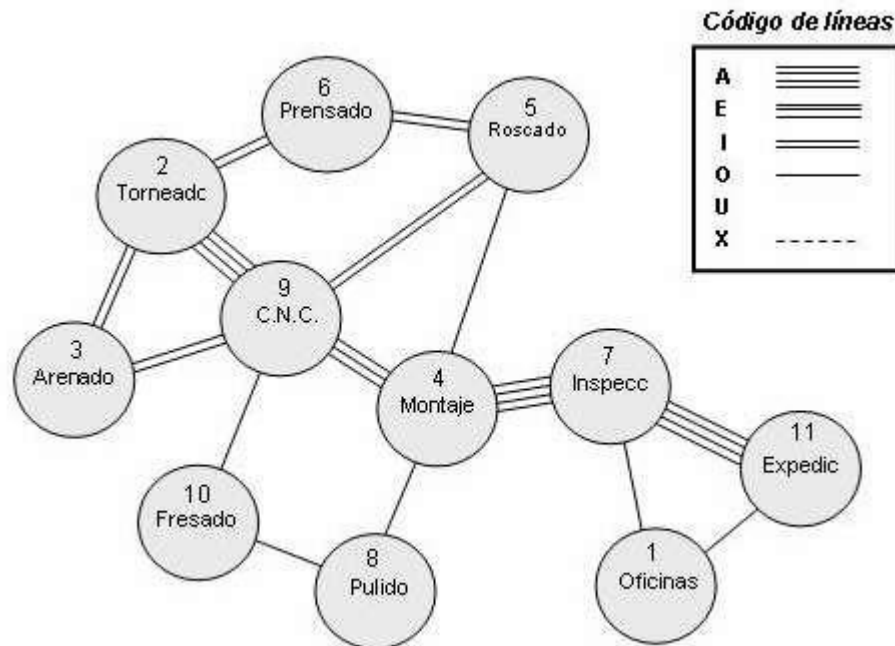 Código de líneas
A
E
I
O
U
X
6
Prensado
5
Roscado
2
Torneadc
9
C.N.C.
3
Arenado
4
Montaje
7
Inspecc
11
Expedic
10
Fresado
8
Pulido
1
Oficinas